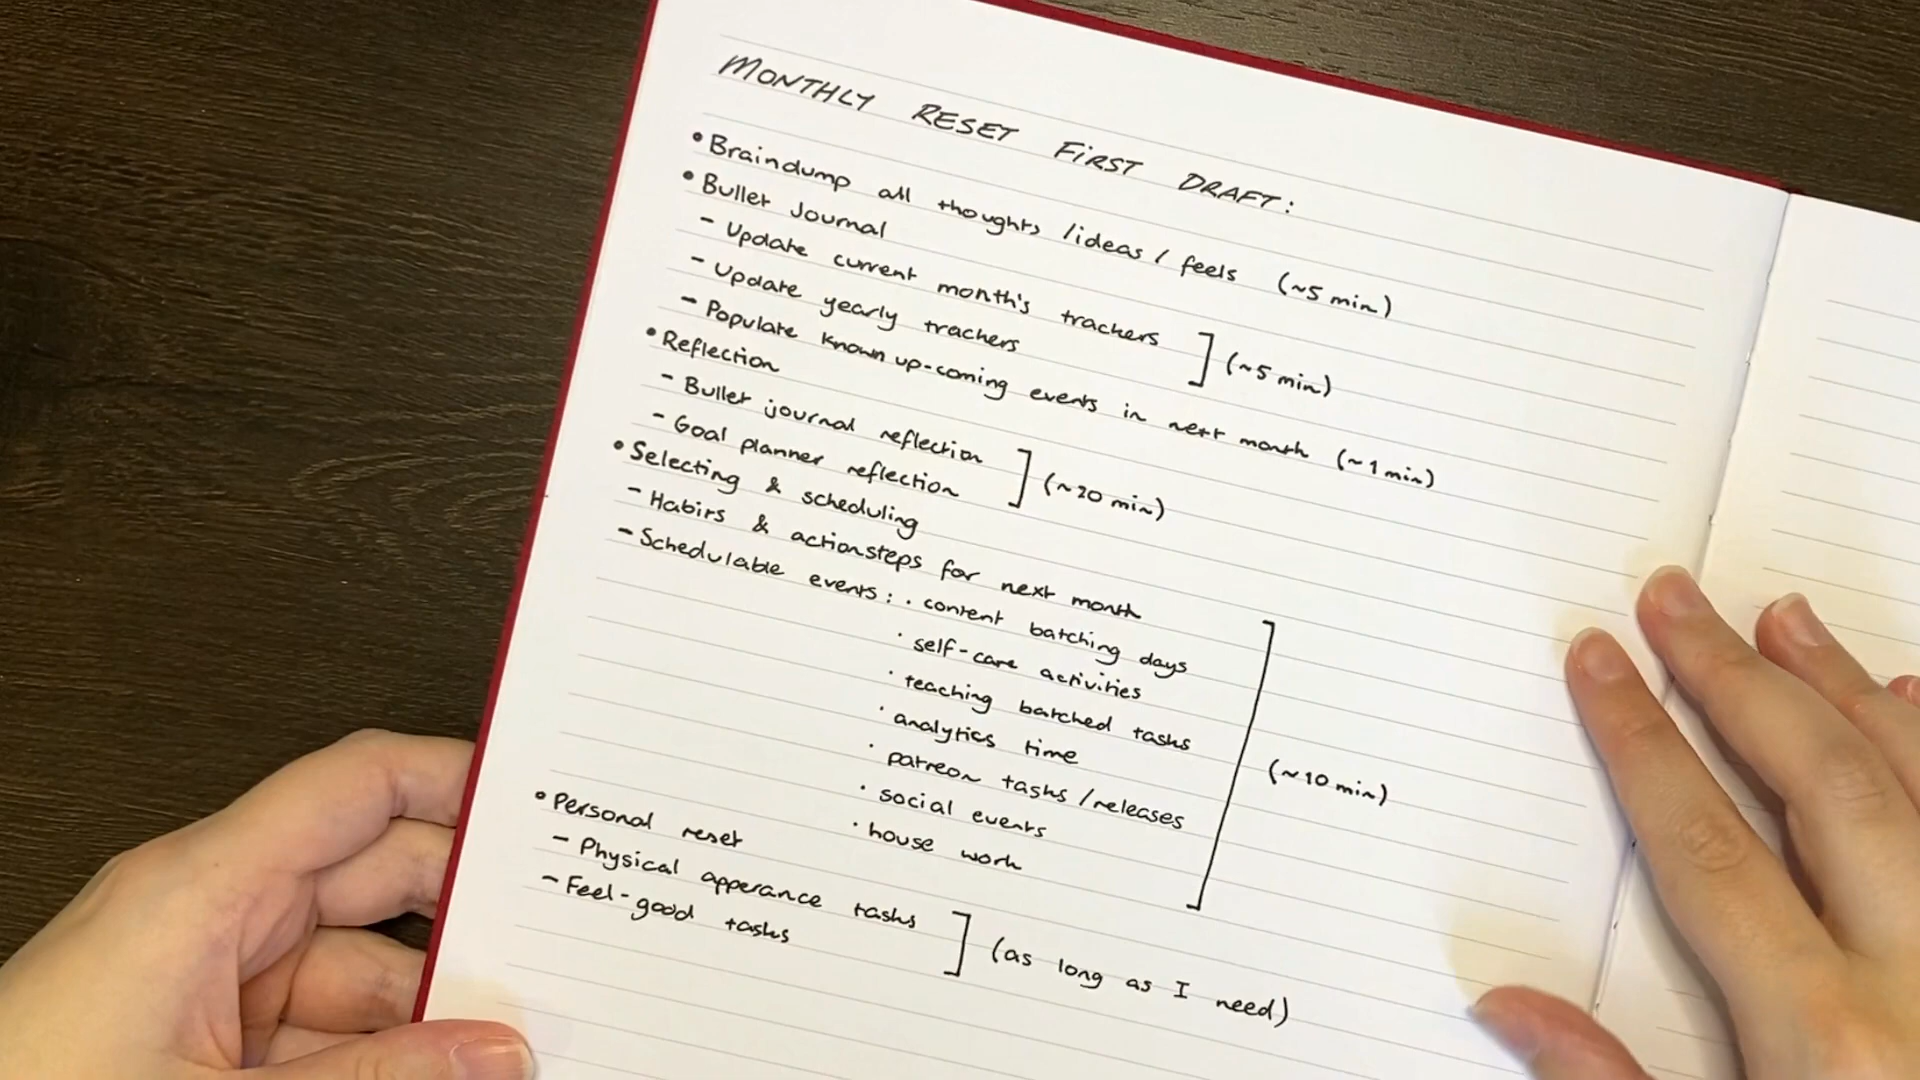 MONTHLY RESET FIRST DRAFT:
• Braindump all thoughts /ideas / feels (~5 min)
• Bullet Journal
- Update current month's trackers
- Update yearly trackers ] (~5 min)
- Populate known up-coming events in next month (~1 min)
• Reflection
- Bullet journal reflection
- Goal planner reflection ] (~20 min)
• Selecting & scheduling
- Habits & actionsteps for next month
- Schedulable events: · content batching days
· self-care activities
· teaching batched tasks
· analytics time
· patreon tasks /releases ] (~10 min)
· social events
· house work
• Personal reset
- Physical apperance tasks
- Feel-good tasks ] (as long as I need)